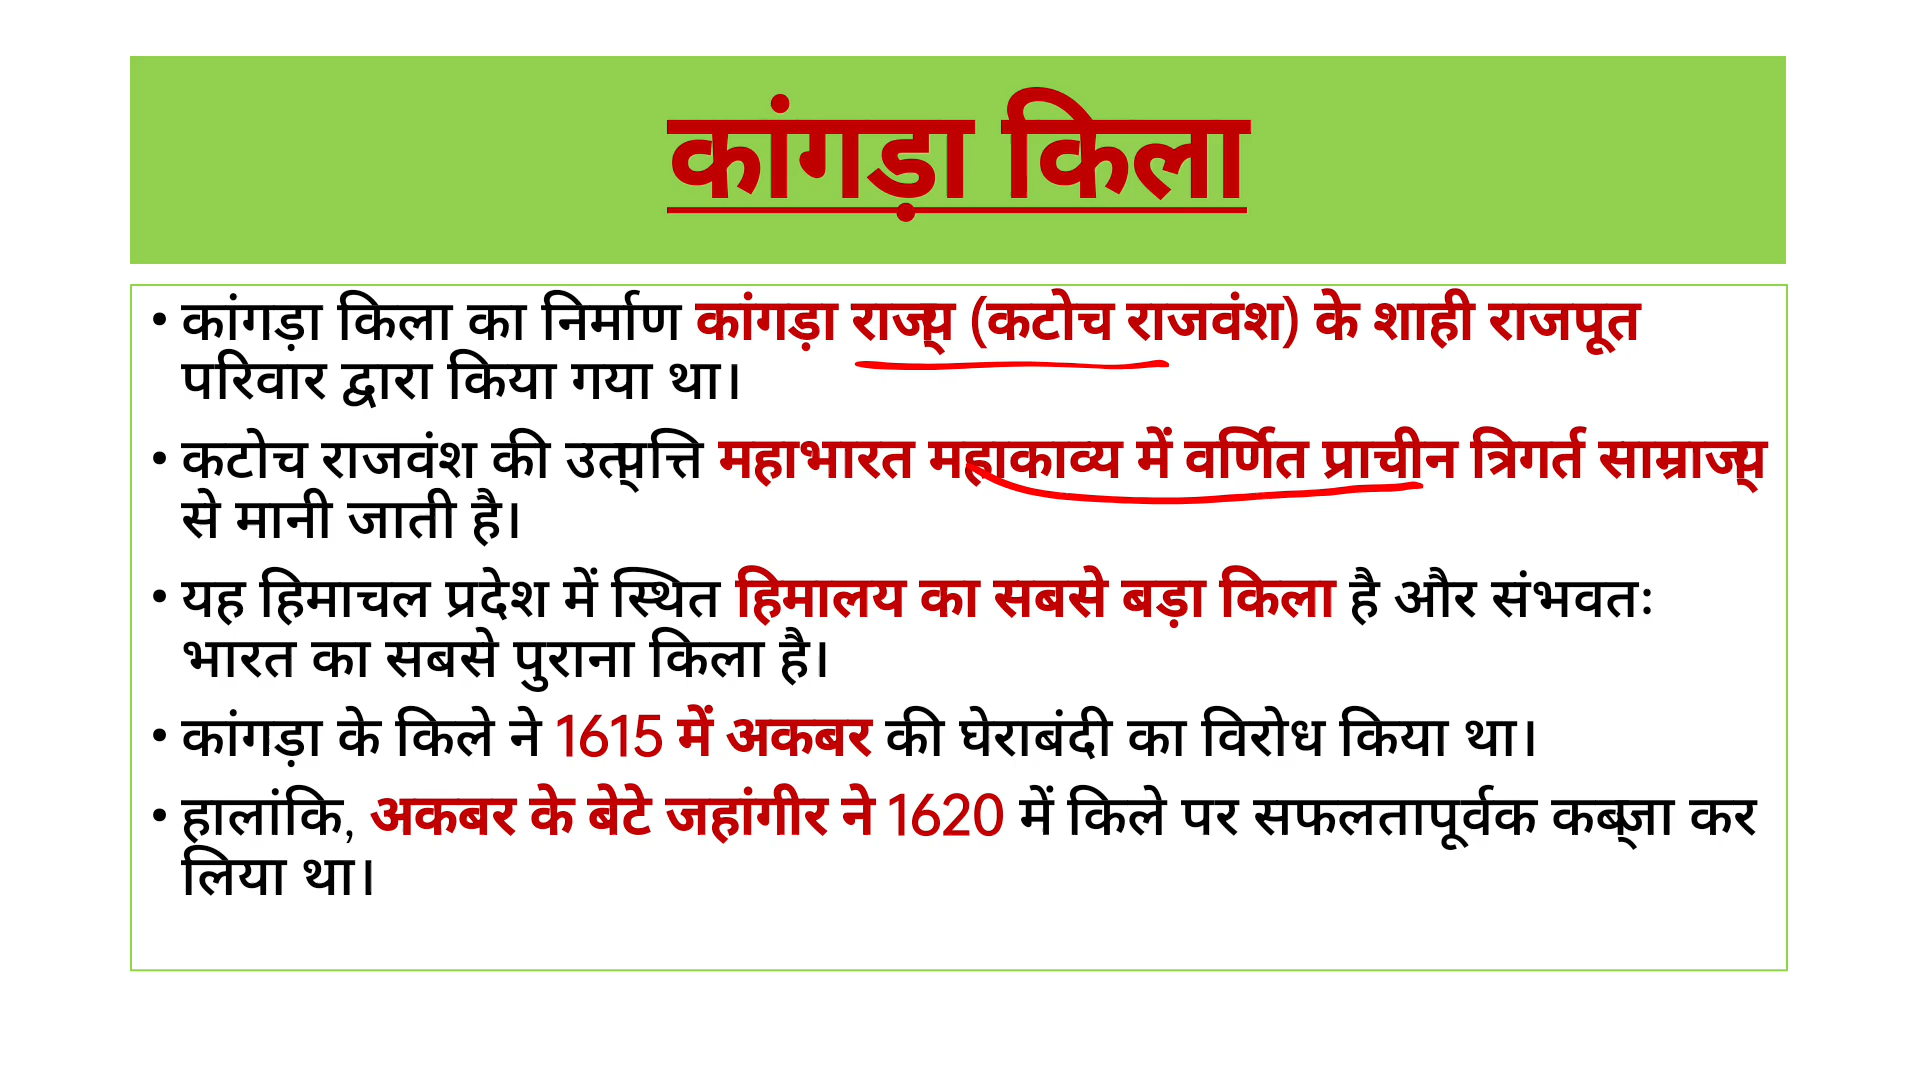 कांगड़ा किला
• कांगड़ा किला का निर्माण कांगड़ा राज्य (कटोच राजवंश) के शाही राजपूत
परिवार द्वारा किया गया था।
• कटोच राजवंश की उत्पत्ति महाभारत महाकाव्य में वर्णित प्राचीन त्रिगर्त साम्राज्य
से मानी जाती है।
• यह हिमाचल प्रदेश में स्थित हिमालय का सबसे बड़ा किला है और संभवतः
भारत का सबसे पुराना किला है।
• कांगड़ा के किले ने 1615 में अकबर की घेराबंदी का विरोध किया था।
• हालांकि, अकबर के बेटे जहांगीर ने 1620 में किले पर सफलतापूर्वक कब्जा कर
लिया था।